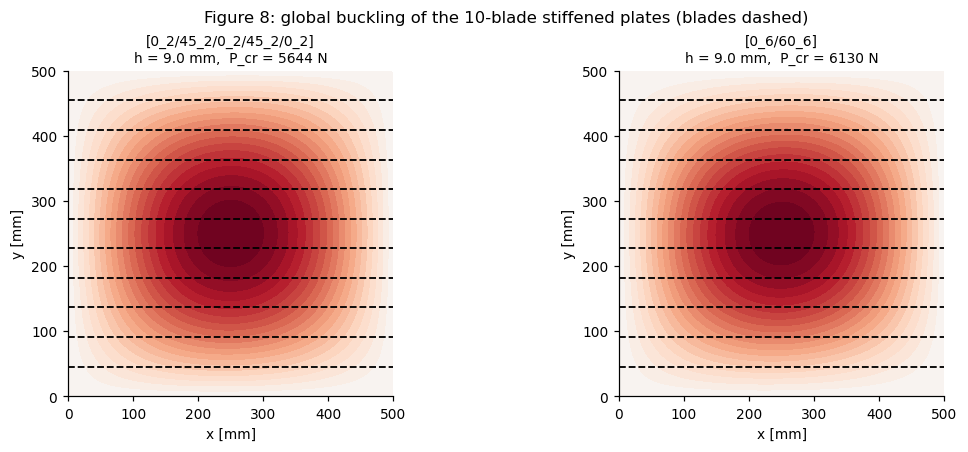 Figure 8: global buckling of the 10-blade stiffened plates (blades dashed)
[0_2/45_2/0_2/45_2/0_2]
h = 9.0 mm,  P_cr = 5644 N
500
400
300
200
100
0
y [mm]
0 100 200 300 400 500
x [mm]
[0_6/60_6]
h = 9.0 mm,  P_cr = 6130 N
500
400
300
200
100
0
y [mm]
0 100 200 300 400 500
x [mm]